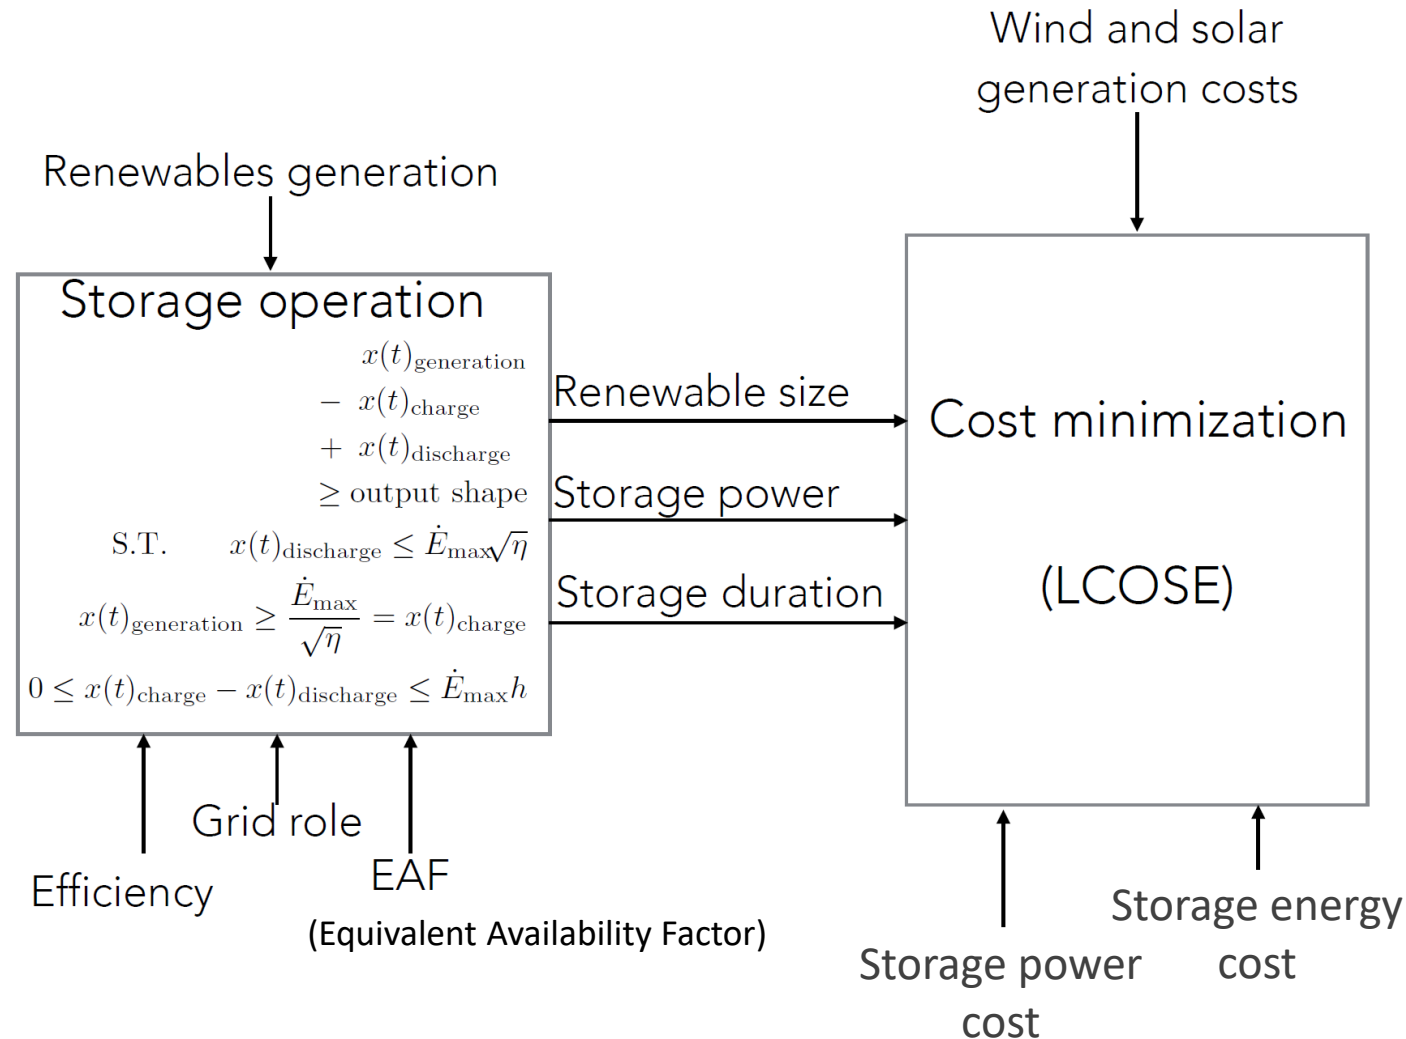 Wind and solar
generation costs
Renewables generation
Storage operation
x(t)generation
− x(t)charge
+ x(t)discharge
≥ output shape
S.T. x(t)discharge ≤ Ėmax√η
x(t)generation ≥ Ėmax/√η = x(t)charge
0 ≤ x(t)charge − x(t)discharge ≤ Ėmaxh
Renewable size
Storage power
Storage duration
Cost minimization
(LCOSE)
Efficiency
Grid role
EAF
(Equivalent Availability Factor)
Storage power
cost
Storage energy
cost